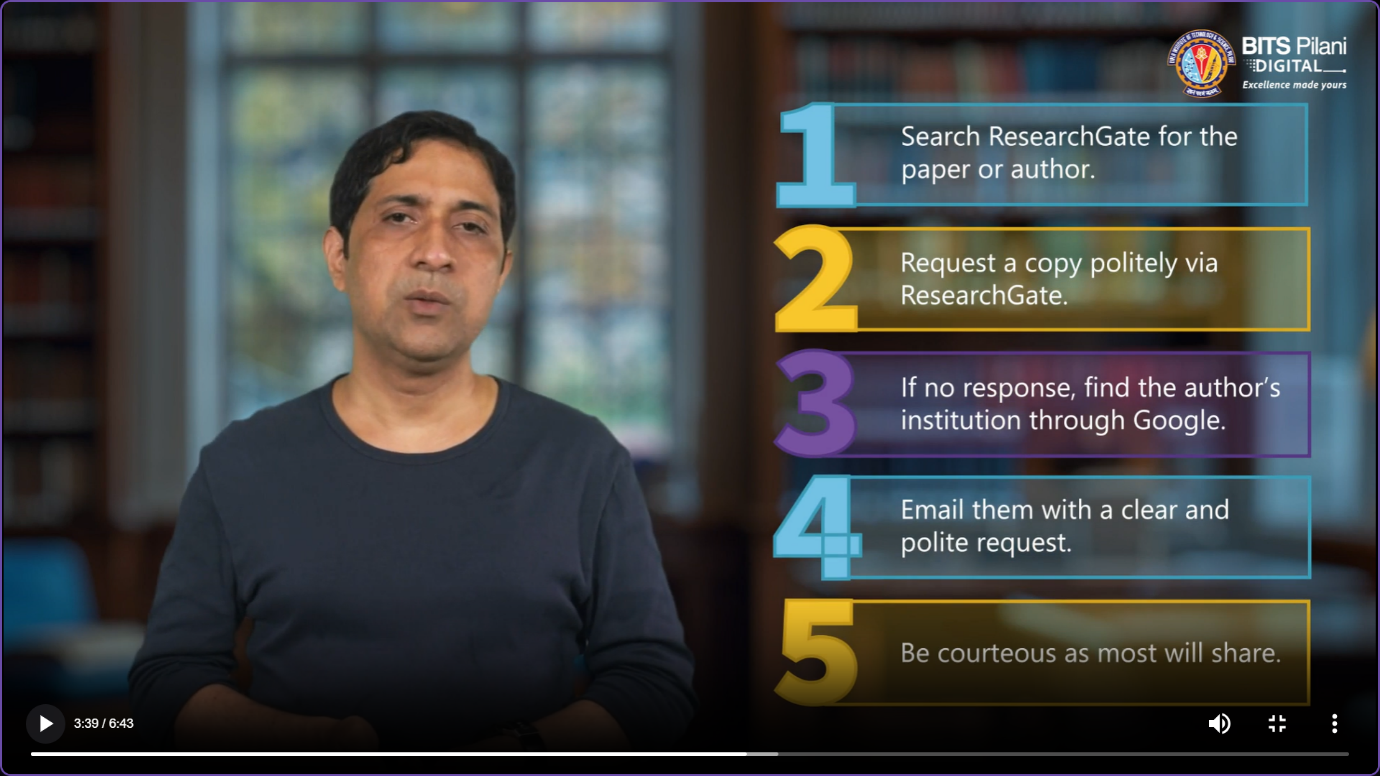 BITS Pilani
DIGITAL
Excellence made yours
1
Search ResearchGate for the
paper or author.
2
Request a copy politely via
ResearchGate.
3
If no response, find the author's
institution through Google.
4
Email them with a clear and
polite request.
5
Be courteous as most will share.
3:39 / 6:43